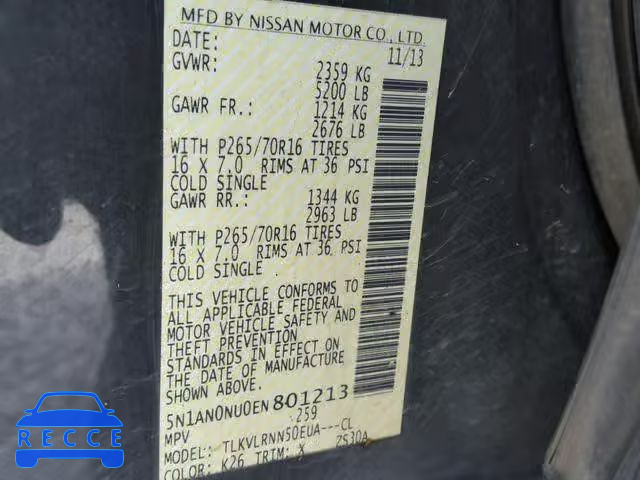 MFD BY NISSAN MOTOR CO., LTD.
DATE: 11/13
GVWR: 2359 KG
5200 LB
GAWR FR.: 1214 KG
2676 LB
WITH P265/70R16 TIRES
16 X 7.0 RIMS AT 36 PSI
COLD SINGLE
GAWR RR.: 1344 KG
2963 LB
WITH P265/70R16 TIRES
16 X 7.0 RIMS AT 36 PSI
COLD SINGLE
THIS VEHICLE CONFORMS TO
ALL APPLICABLE FEDERAL
MOTOR VEHICLE SAFETY AND
THEFT PREVENTION
STANDARDS IN EFFECT ON
THE DATE OF MANUFACTURE
SHOWN ABOVE.
5N1AN0NU0EN801213
MPV .259
MODEL: TLKVLRNN50EUA---CL
COLOR: K26 TRIM: X ZS30A
AUTO
RECCE